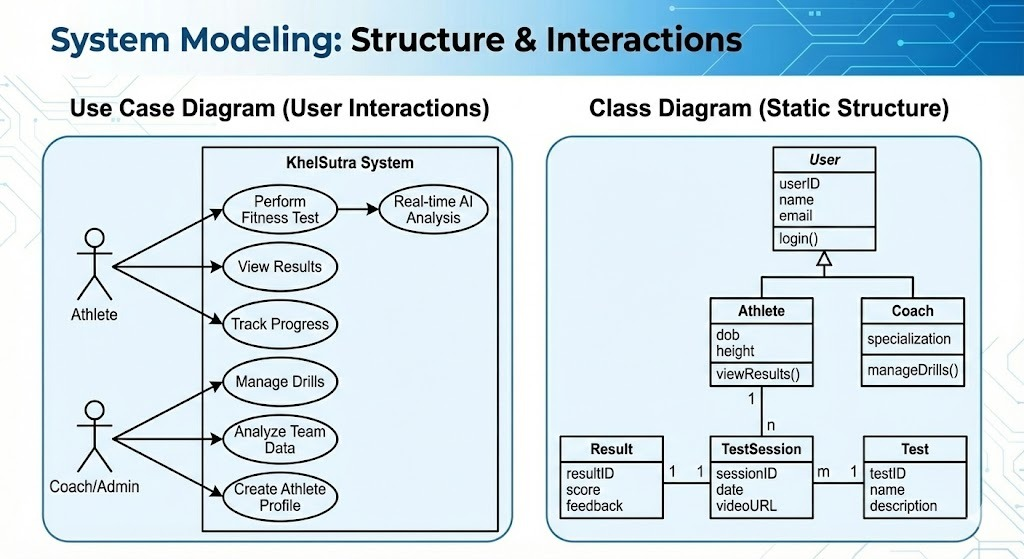 System Modeling: Structure & Interactions
Use Case Diagram (User Interactions)
KhelSutra System
Perform
Fitness Test
Real-time AI
Analysis
View Results
Athlete
Track Progress
Manage Drills
Analyze Team
Data
Coach/Admin
Create Athlete
Profile
Class Diagram (Static Structure)
User
userID
name
email
login()
Athlete
dob
height
viewResults()
Coach
specialization
manageDrills()
1
n
Result
resultID
score
feedback
1
1
TestSession
sessionID
date
videoURL
m
1
Test
testID
name
description